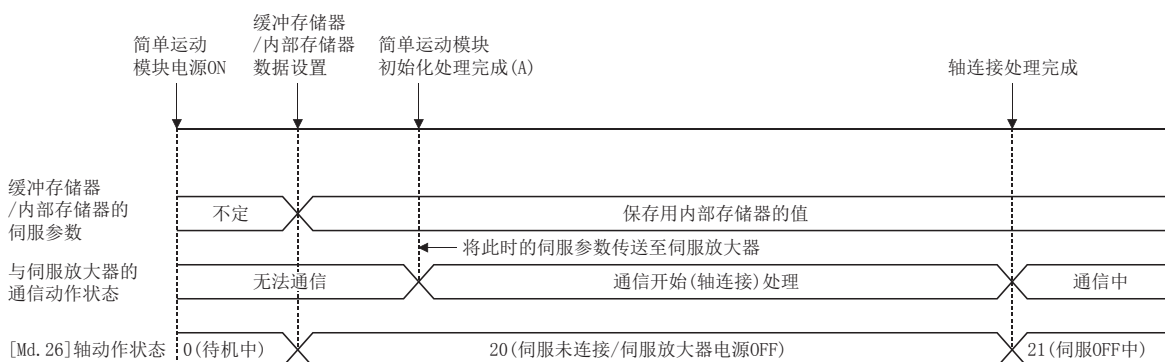 简单运动
模块电源ON
缓冲存储器
/内部存储器
数据设置
简单运动模块
初始化处理完成(A)
轴连接处理完成
缓冲存储器
/内部存储器的
伺服参数
不定
保存用内部存储器的值
将此时的伺服参数传送至伺服放大器
与伺服放大器的
通信动作状态
无法通信
通信开始(轴连接)处理
通信中
[Md.26]轴动作状态
0(待机中)
20(伺服未连接/伺服放大器电源OFF)
21(伺服OFF中)